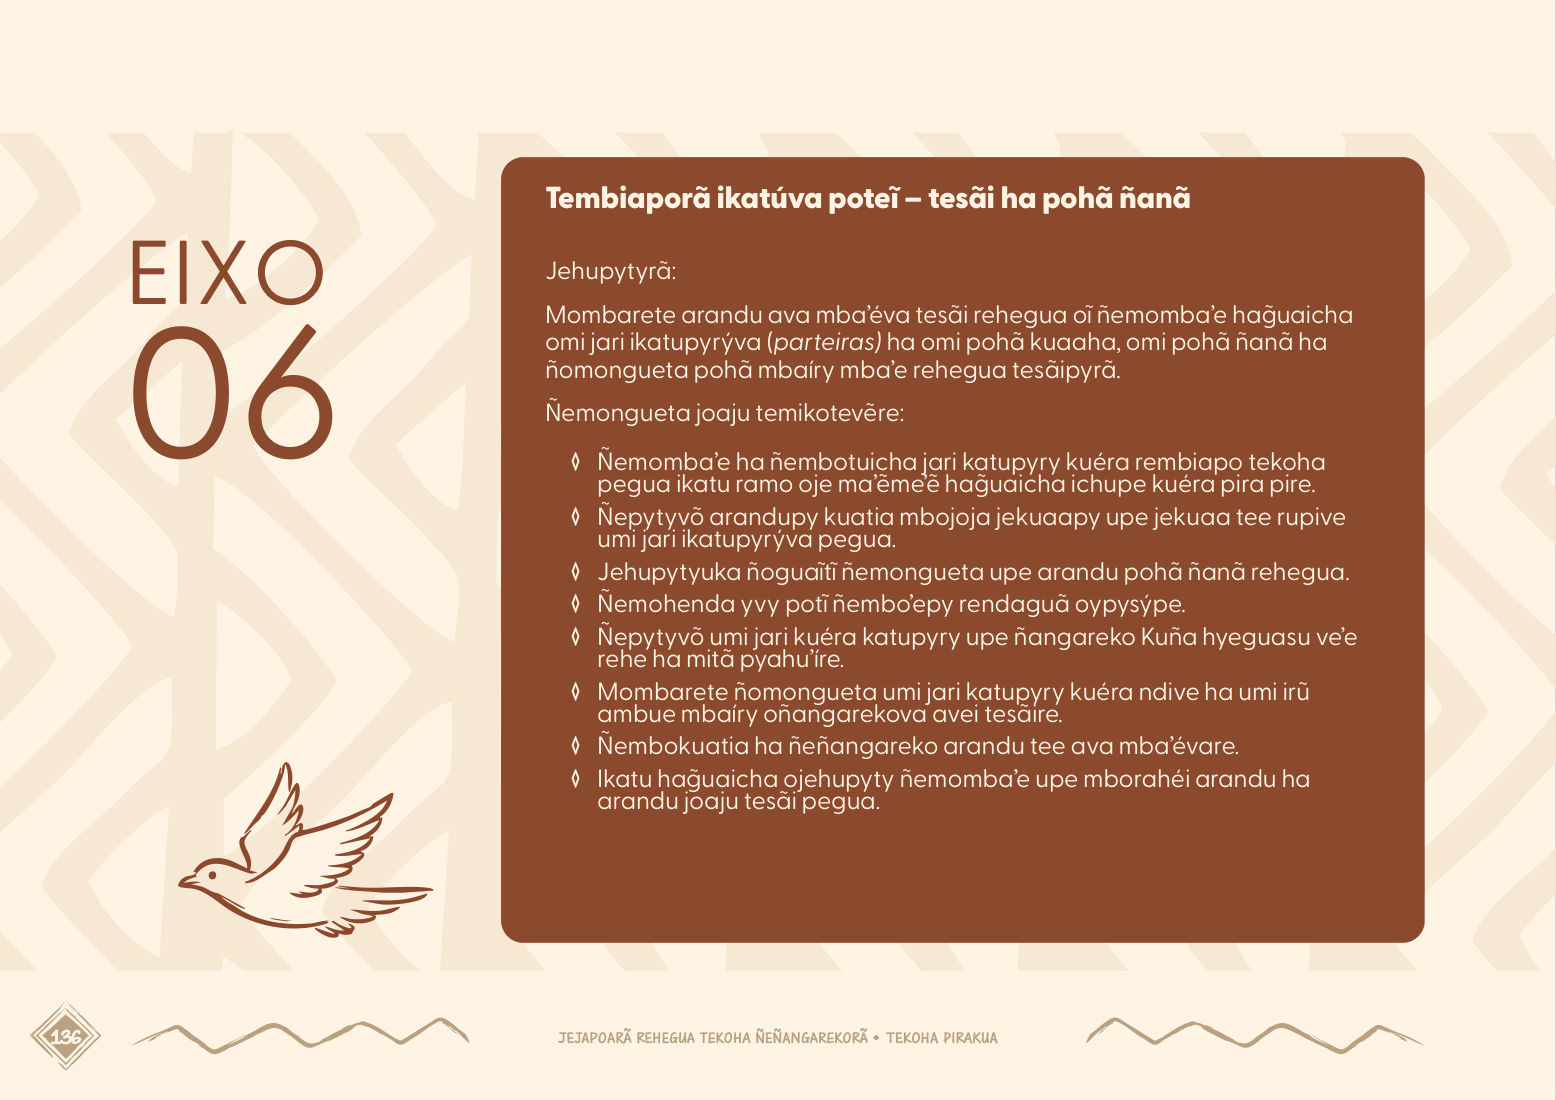 EIXO
06
Tembiaporã ikatúva poteĩ – tesãi ha pohã ñanã
Jehupytyrã:
Mombarete arandu ava mba’éva tesãi rehegua oĩ ñemomba’e hag̃uaicha
omi jari ikatupyrýva (parteiras) ha omi pohã kuaaha, omi pohã ñanã ha
ñomongueta pohã mbaíry mba’e rehegua tesãipyrã.
Ñemongueta joaju temikotevẽre:
◊ Ñemomba’e ha ñembotuicha jari katupyry kuéra rembiapo tekoha
pegua ikatu ramo oje ma’ẽme’ẽ hag̃uaicha ichupe kuéra pira pire.
◊ Ñepytyvõ arandupy kuatia mbojoja jekuaapy upe jekuaa tee rupive
umi jari ikatupyrýva pegua.
◊ Jehupytyuka ñoguaĩtĩ ñemongueta upe arandu pohã ñanã rehegua.
◊ Ñemohenda yvy potĩ ñembo’epy rendaguã oypysýpe.
◊ Ñepytyvõ umi jari kuéra katupyry upe ñangareko Kuña hyeguasu ve’e
rehe ha mitã pyahu’íre.
◊ Mombarete ñomongueta umi jari katupyry kuéra ndive ha umi irũ
ambue mbaíry oñangarekova avei tesãire.
◊ Ñembokuatia ha ñeñangareko arandu tee ava mba’évare.
◊ Ikatu hag̃uaicha ojehupyty ñemomba’e upe mborahéi arandu ha
arandu joaju tesãi pegua.
136
JEJAPOARÃ REHEGUA TEKOHA ÑEÑANGAREKORÃ • TEKOHA PIRAKUA